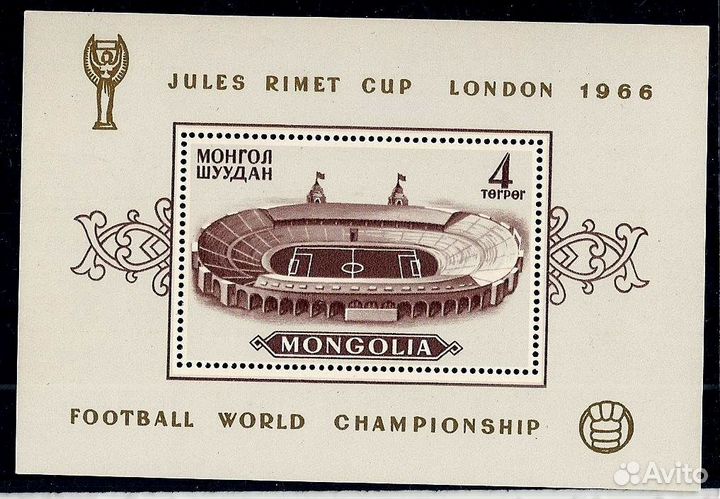 JULES RIMET CUP LONDON 1966
МОНГОЛ
ШУУДАН
4
ТӨГРӨГ
MONGOLIA
FOOTBALL WORLD CHAMPIONSHIP
Avito